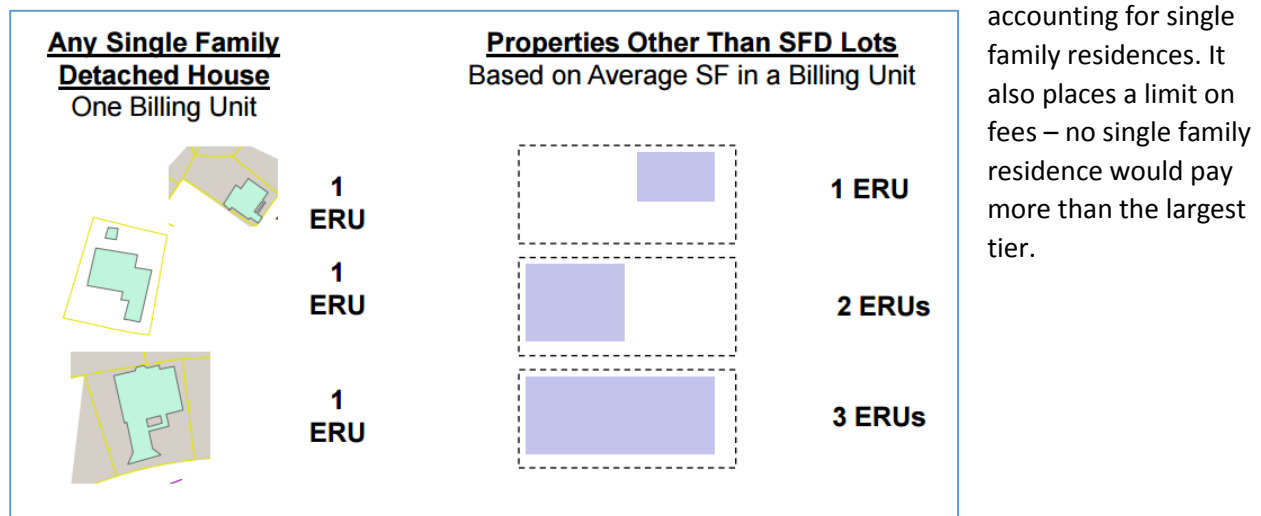 Any Single Family
Detached House
One Billing Unit
1
ERU
1
ERU
1
ERU
Properties Other Than SFD Lots
Based on Average SF in a Billing Unit
1 ERU
2 ERUs
3 ERUs
accounting for single
family residences. It
also places a limit on
fees – no single family
residence would pay
more than the largest
tier.